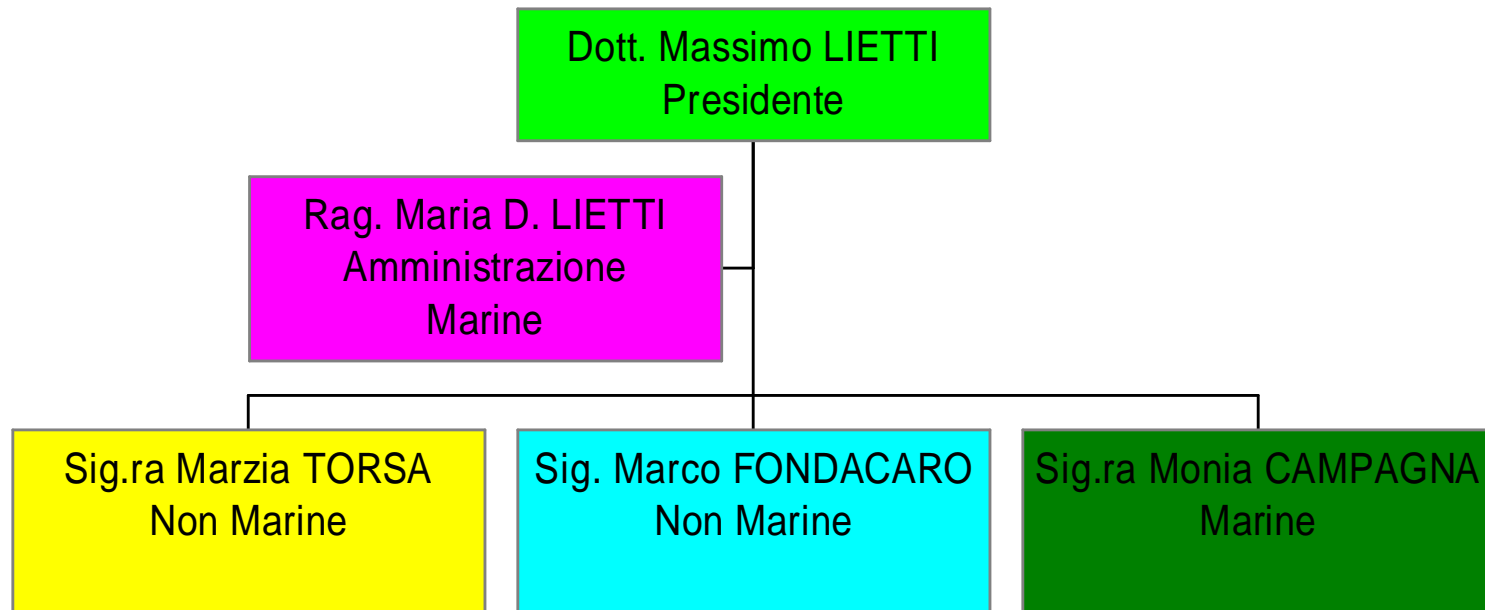 Dott. Massimo LIETTI
Presidente
Rag. Maria D. LIETTI
Amministrazione
Marine
Sig.ra Marzia TORSA
Non Marine
Sig. Marco FONDACARO
Non Marine
Sig.ra Monia CAMPAGNA
Marine